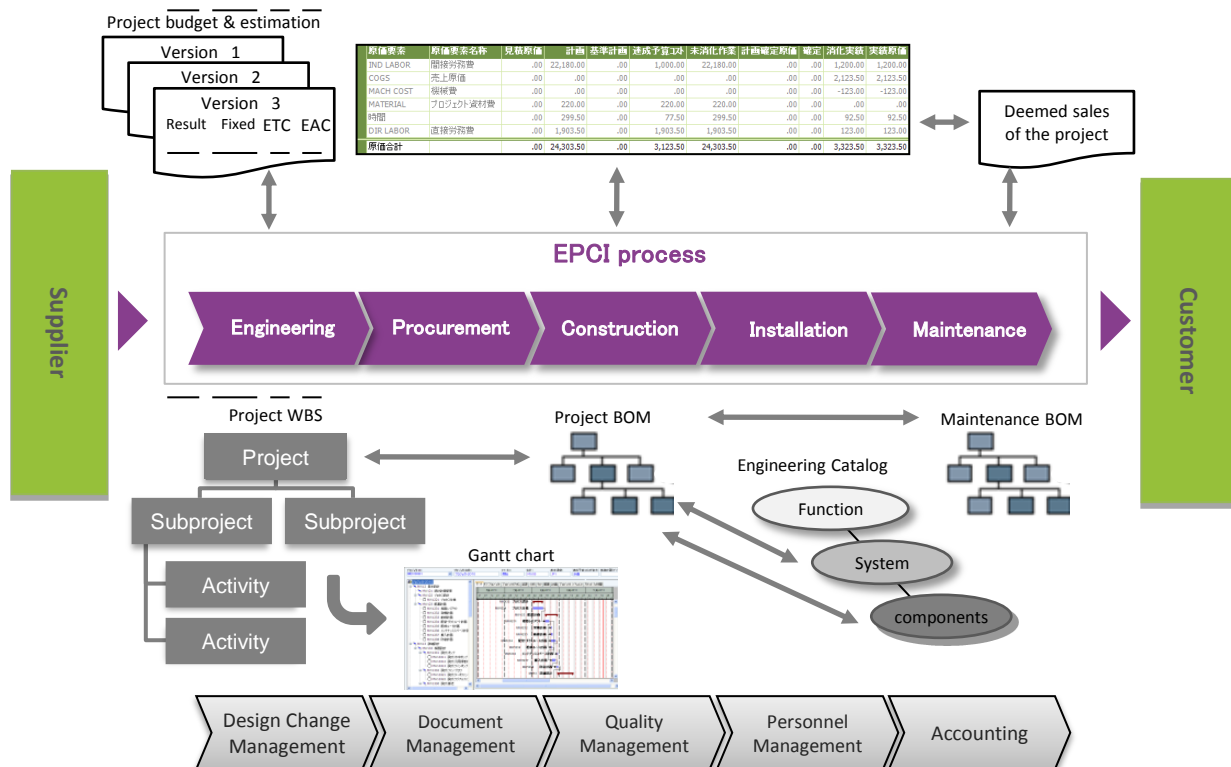 Project budget & estimation
Version 1
Version 2
Version 3
Result Fixed ETC EAC
原価要素 原価要素名称 見積原価 計画 基準計画 達成予算コスト 未消化作業 計画確定原価 確定 消化実績 実績原価
IND LABOR 間接労務費 .00 22,180.00 1,000.00 22,180.00 .00 .00 1,200.00 1,200.00
COGS 売上原価 .00 .00 .00 .00 .00 .00 2,123.50 2,123.50
MACH COST 機械費 .00 .00 .00 .00 .00 .00 -123.00 -123.00
MATERIAL プロジェクト資材費 .00 220.00 220.00 220.00 .00 .00 .00 .00
時間 .00 299.50 77.50 299.50 .00 .00 92.50 92.50
DIR LABOR 直接労務費 .00 1,903.50 1,903.50 1,903.50 .00 .00 123.00 123.00
原価合計 .00 24,303.50 3,123.50 24,303.50 .00 .00 3,323.50 3,323.50
Deemed sales
of the project
Supplier
EPCI process
Engineering
Procurement
Construction
Installation
Maintenance
Customer
Project WBS
Project
Subproject
Subproject
Activity
Activity
Gantt chart
Project BOM
Maintenance BOM
Engineering Catalog
Function
System
components
Design Change
Management
Document
Management
Quality
Management
Personnel
Management
Accounting